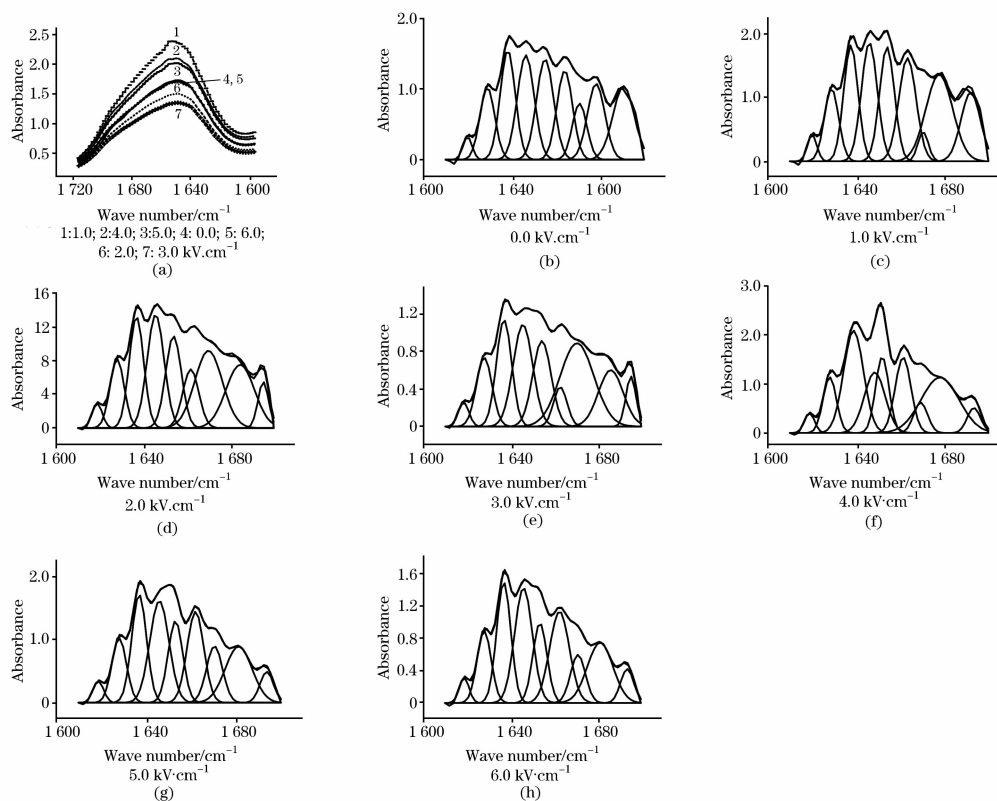 2.5
2.0
1.5
1.0
0.5
Absorbance
1
2
3
4, 5
6
7
1 720 1 680 1 640 1 600
Wave number/cm⁻¹
1:1.0; 2:4.0; 3:5.0; 4: 0.0; 5: 6.0;
6: 2.0; 7: 3.0 kV.cm⁻¹
(a)
2.0
1.0
0
Absorbance
1 600 1 640 1 600
Wave number/cm⁻¹
0.0 kV.cm⁻¹
(b)
2.0
1.0
0
Absorbance
1 600 1 640 1 680
Wave number/cm⁻¹
1.0 kV.cm⁻¹
(c)
16
12
8
4
0
Absorbance
1 600 1 640 1 680
Wave number/cm⁻¹
2.0 kV.cm⁻¹
(d)
1.2
0.8
0.4
0
Absorbance
1 600 1 640 1 680
Wave number/cm⁻¹
3.0 kV.cm⁻¹
(e)
3.0
2.0
1.0
0
Absorbance
1 600 1 640 1 680
Wave number/cm⁻¹
4.0 kV·cm⁻¹
(f)
2.0
1.0
0
Absorbance
1 600 1 640 1 680
Wave number/cm⁻¹
5.0 kV·cm⁻¹
(g)
1.6
1.2
0.8
0.4
0
Absorbance
1 600 1 640 1 680
Wave number/cm⁻¹
6.0 kV·cm⁻¹
(h)